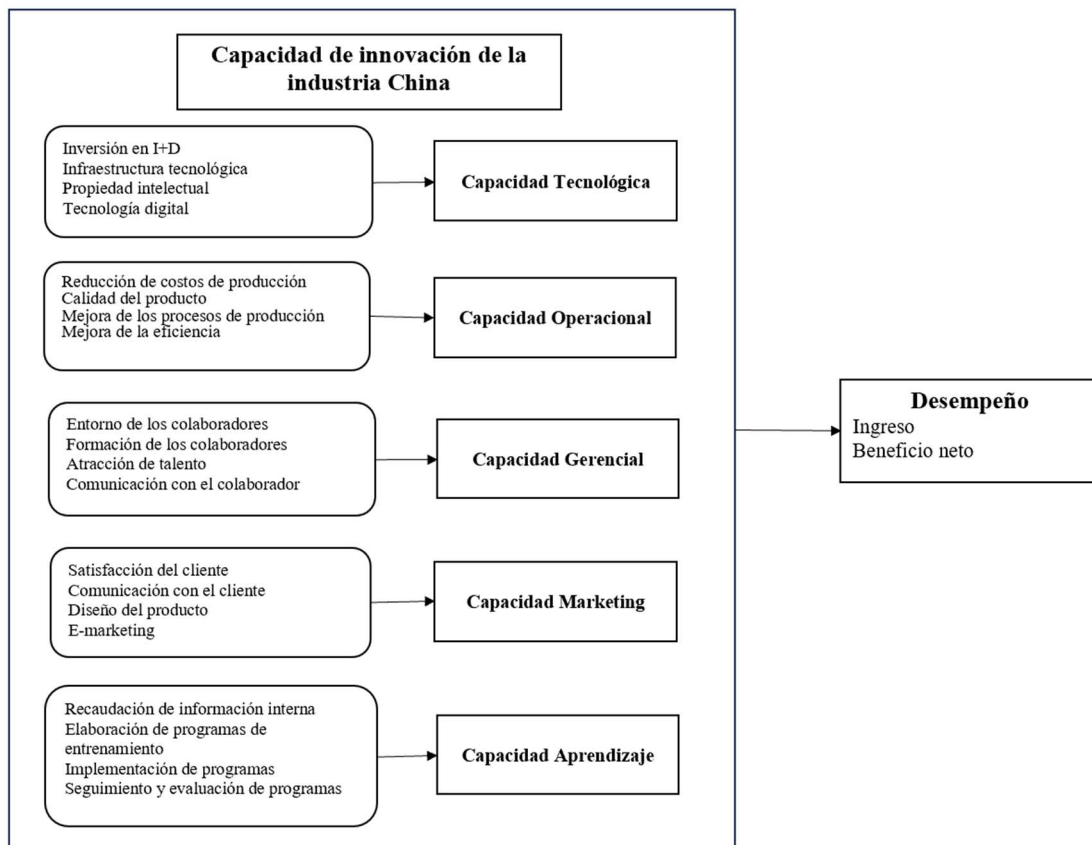 Capacidad de innovación de la
industria China
Inversión en I+D
Infraestructura tecnológica
Propiedad intelectual
Tecnología digital
Capacidad Tecnológica
Reducción de costos de producción
Calidad del producto
Mejora de los procesos de producción
Mejora de la eficiencia
Capacidad Operacional
Entorno de los colaboradores
Formación de los colaboradores
Atracción de talento
Comunicación con el colaborador
Capacidad Gerencial
Satisfacción del cliente
Comunicación con el cliente
Diseño del producto
E-marketing
Capacidad Marketing
Recaudación de información interna
Elaboración de programas de
entrenamiento
Implementación de programas
Seguimiento y evaluación de programas
Capacidad Aprendizaje
Desempeño
Ingreso
Beneficio neto